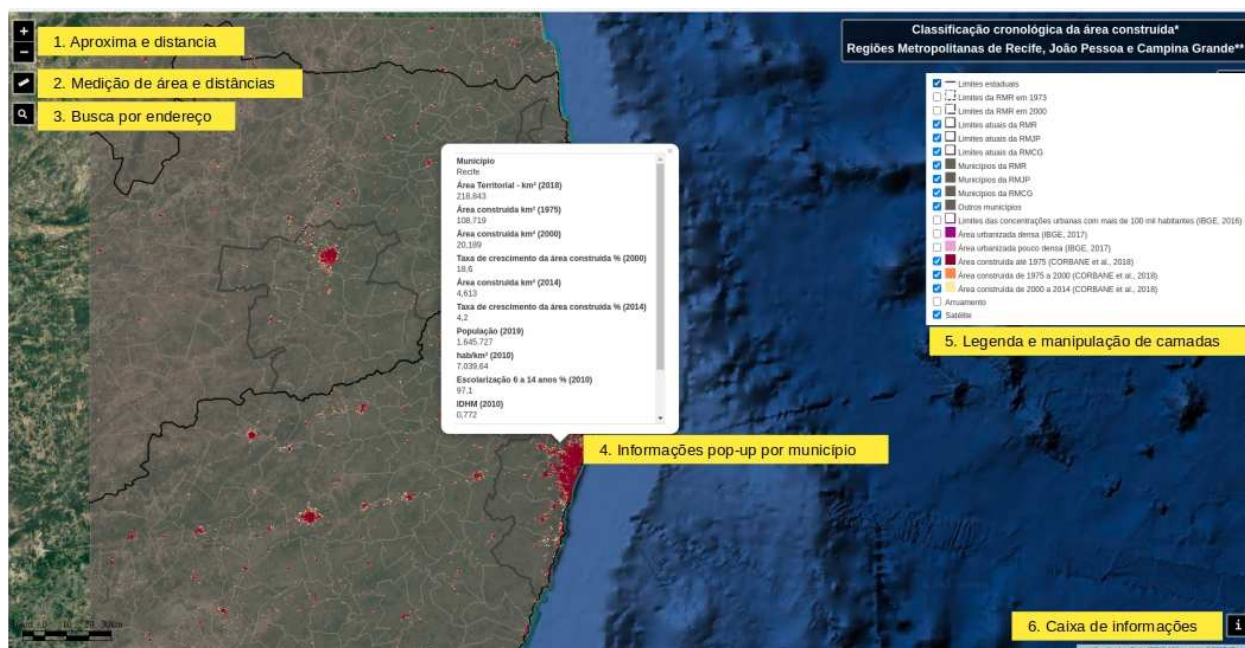 +
1. Aproxima e distancia
−
2. Medição de área e distâncias
3. Busca por endereço
Classificação cronológica da área construída*
Regiões Metropolitanas de Recife, João Pessoa e Campina Grande**
Limites estaduais
Limites da RMR em 1973
Limites da RMR em 2000
Limites atuais da RMR
Limites atuais da RMJP
Limites atuais da RMCG
Municípios da RMR
Municípios da RMJP
Municípios da RMCG
Outros municípios
Limites das concentrações urbanas com mais de 100 mil habitantes (IBGE, 2016)
Área urbanizada densa (IBGE, 2017)
Área urbanizada pouco densa (IBGE, 2017)
Área construída até 1975 (CORBANE et al., 2018)
Área construída de 1975 a 2000 (CORBANE et al., 2018)
Área construída de 2000 a 2014 (CORBANE et al., 2018)
Arruamento
Satélite
5. Legenda e manipulação de camadas
Município
Recife
Área Territorial - km² (2018)
218,843
Área construída km² (1975)
108,719
Área construída km² (2000)
20,189
Taxa de crescimento da área construída % (2000)
18,6
Área construída km² (2014)
4,613
Taxa de crescimento da área construída % (2014)
4,2
População (2019)
1.645.727
hab/km² (2010)
7.039,64
Escolarização 6 a 14 anos % (2010)
97,1
IDHM (2010)
0,772
4. Informações pop-up por município
6. Caixa de informações
i